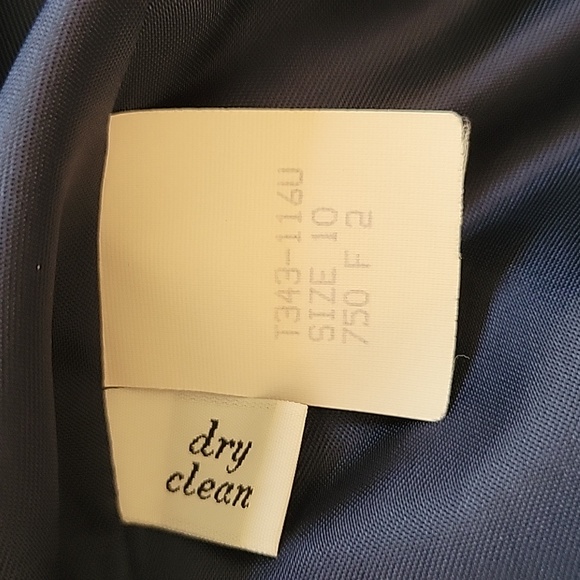 T343-116U
SIZE 10
750 F 2
dry
clean